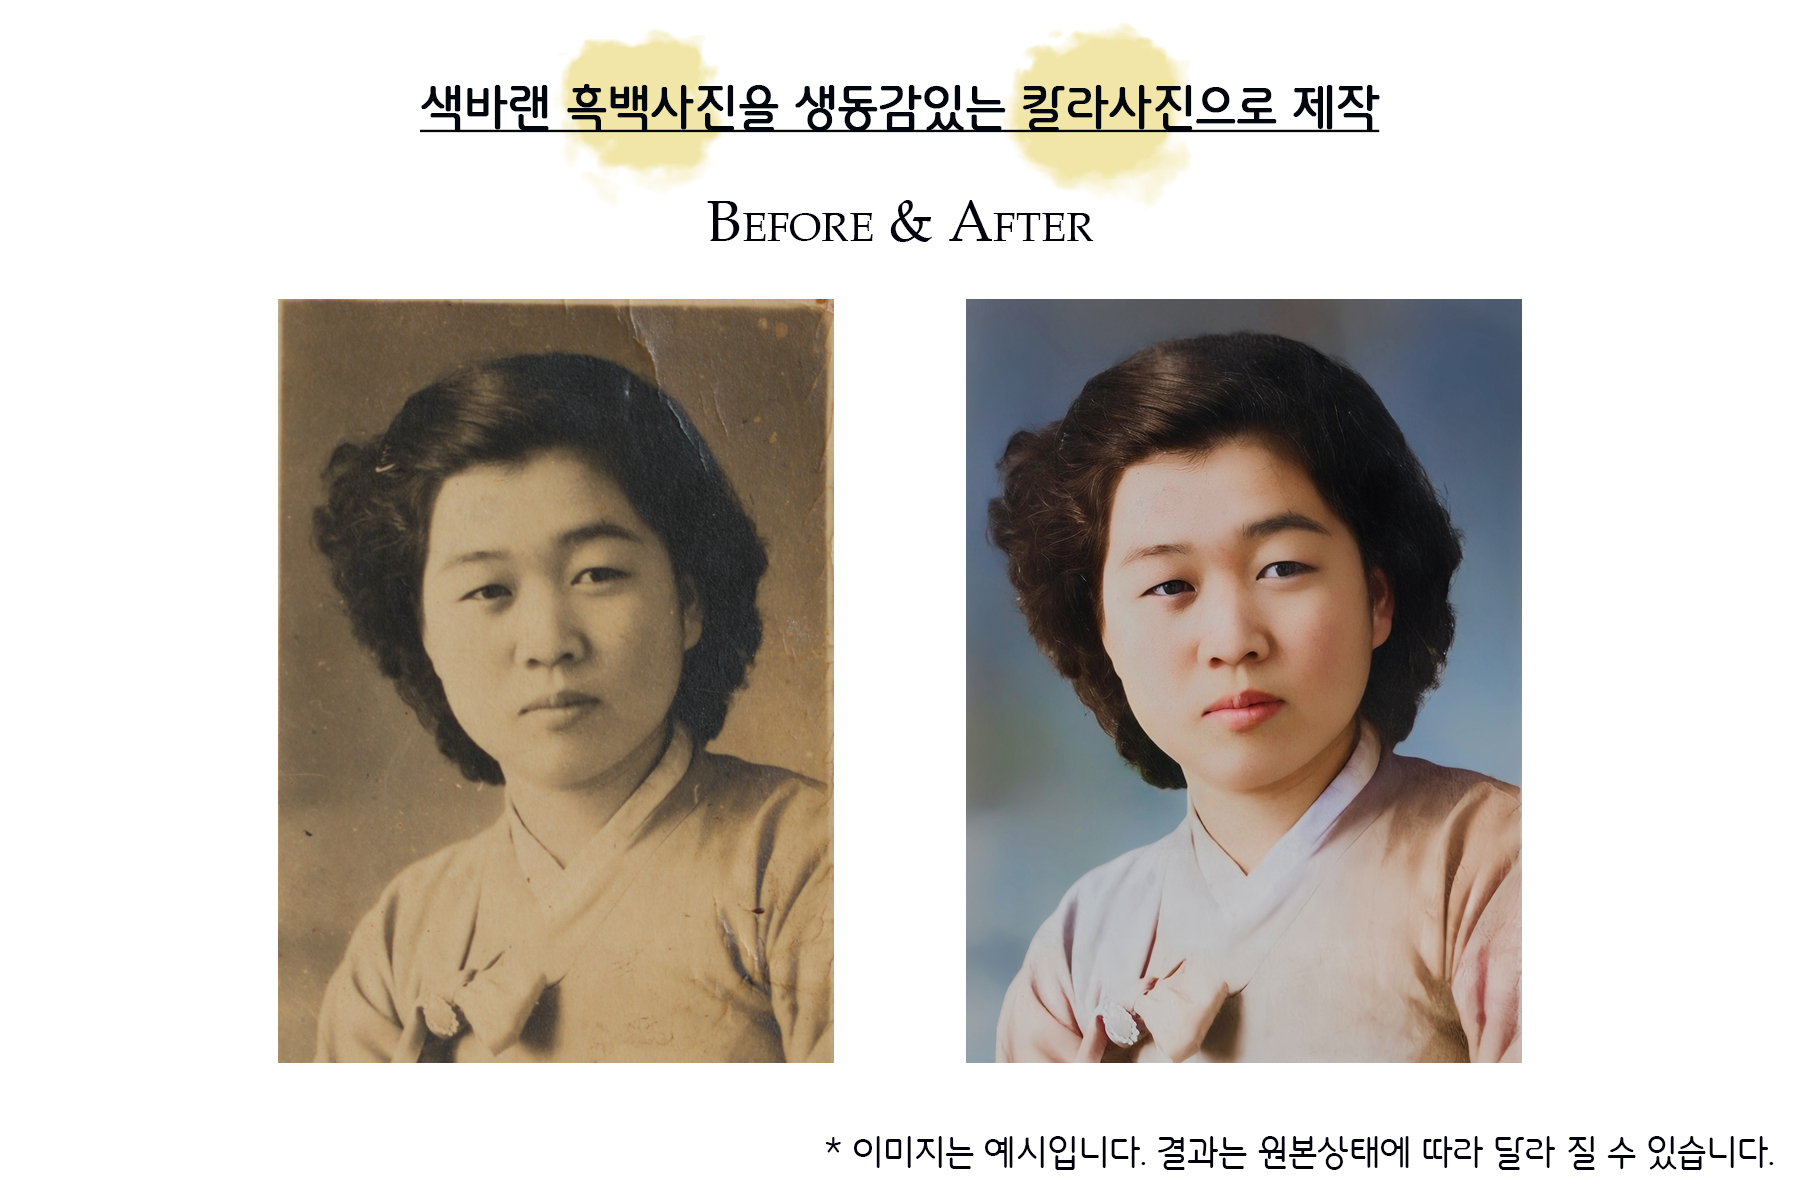 색바랜 흑백사진을 생동감있는 칼라사진으로 제작
BEFORE & AFTER
* 이미지는 예시입니다. 결과는 원본상태에 따라 달라 질 수 있습니다.